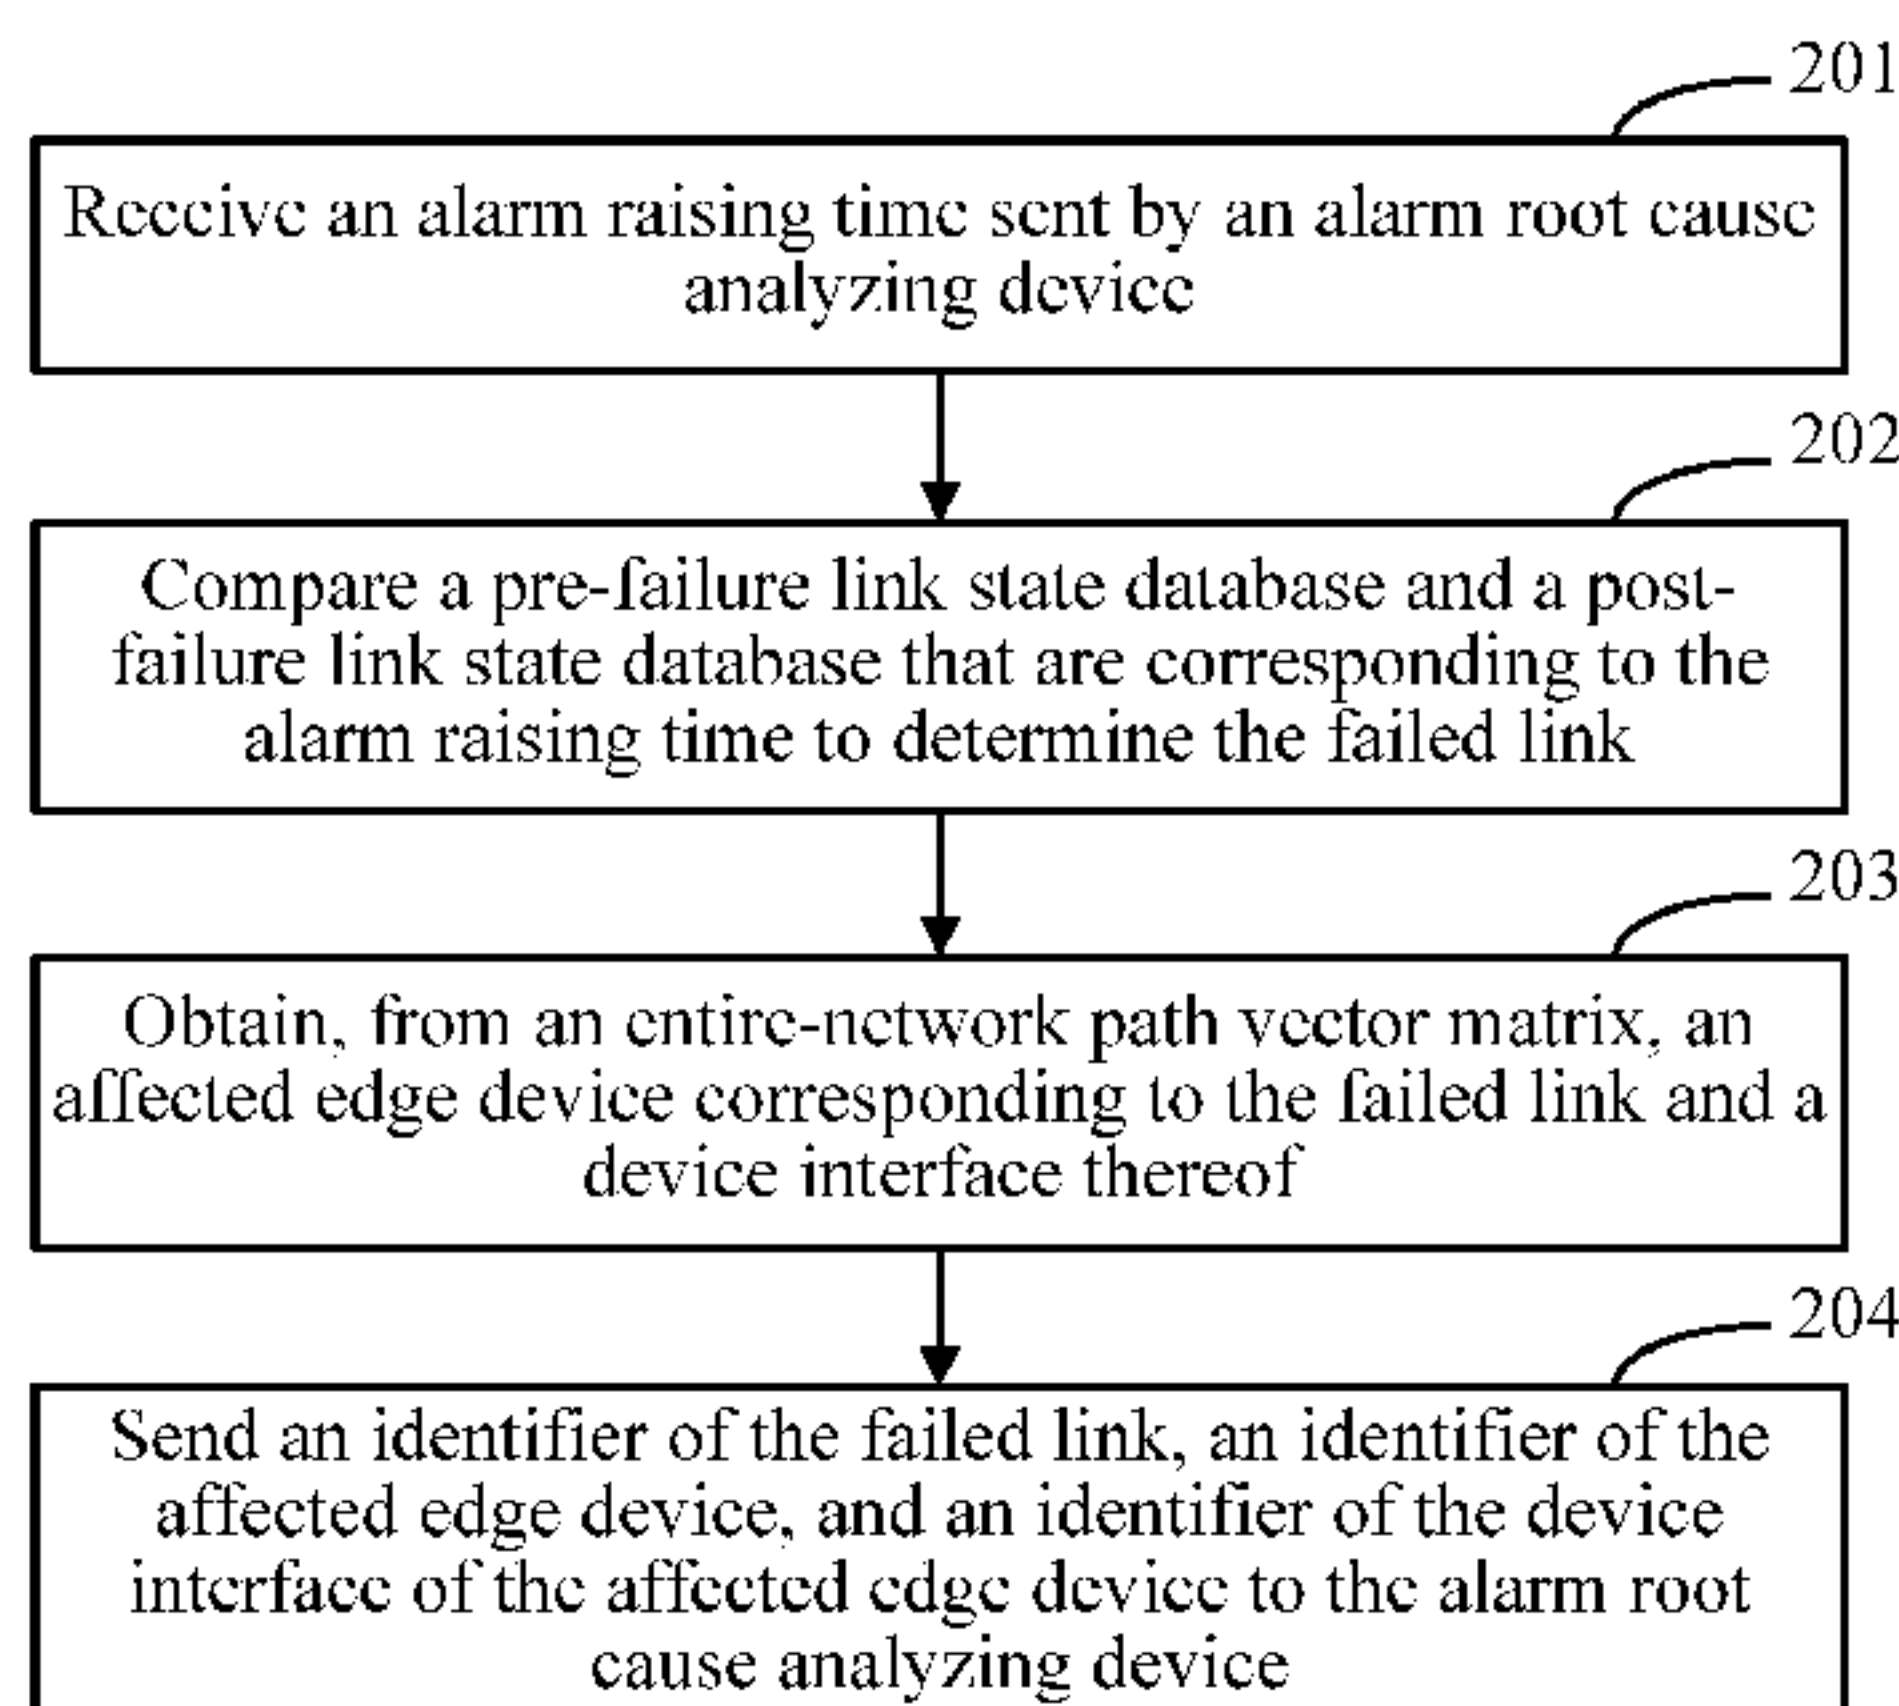 201
Receive an alarm raising time sent by an alarm root cause
analyzing device
202
Compare a pre-failure link state database and a post-
failure link state database that are corresponding to the
alarm raising time to determine the failed link
203
Obtain, from an entire-network path vector matrix, an
affected edge device corresponding to the failed link and a
device interface thereof
204
Send an identifier of the failed link, an identifier of the
affected edge device, and an identifier of the device
interface of the affected edge device to the alarm root
cause analyzing device